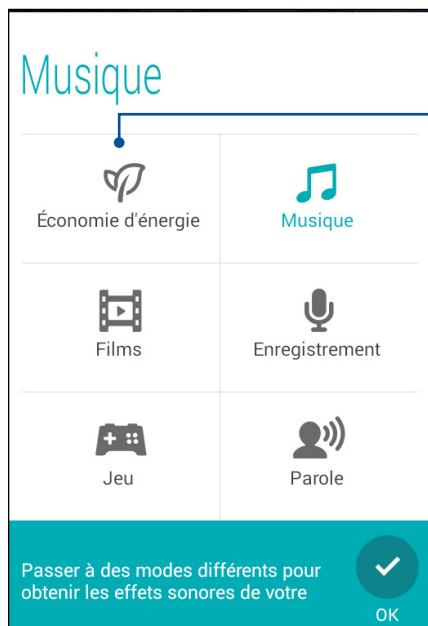 Musique
Économie d'énergie
Musique
Films
Enregistrement
Jeu
Parole
Passer à des modes différents pour
obtenir les effets sonores de votre
OK